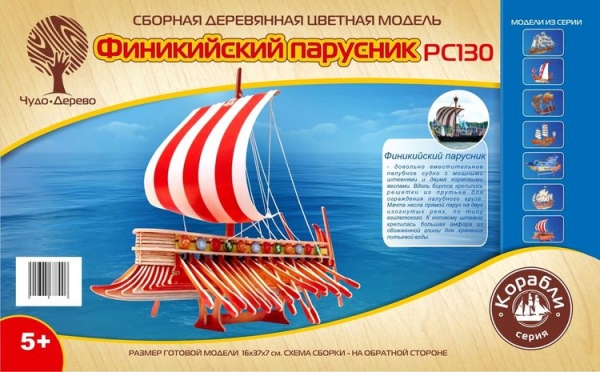 СБОРНАЯ ДЕРЕВЯННАЯ ЦВЕТНАЯ МОДЕЛЬ
Финикийский парусник PC130
Чудо-Дерево
МОДЕЛИ ИЗ СЕРИИ
Финикийский парусник
- довольно вместительное
палубное судно с мощными
штевнями и двумя кормовыми
веслами. Вдоль бортов крепились
решетки из прутьев для
ограждения палубного груза.
Мачта несла прямой парус на двух
изогнутых реях, по типу
египетского. К носовому штевню
крепилась большая амфора из
обожженной глины для хранения
питьевой воды.
Корабли
серия
5+
РАЗМЕР ГОТОВОЙ МОДЕЛИ 16х37х7 см. СХЕМА СБОРКИ - НА ОБРАТНОЙ СТОРОНЕ